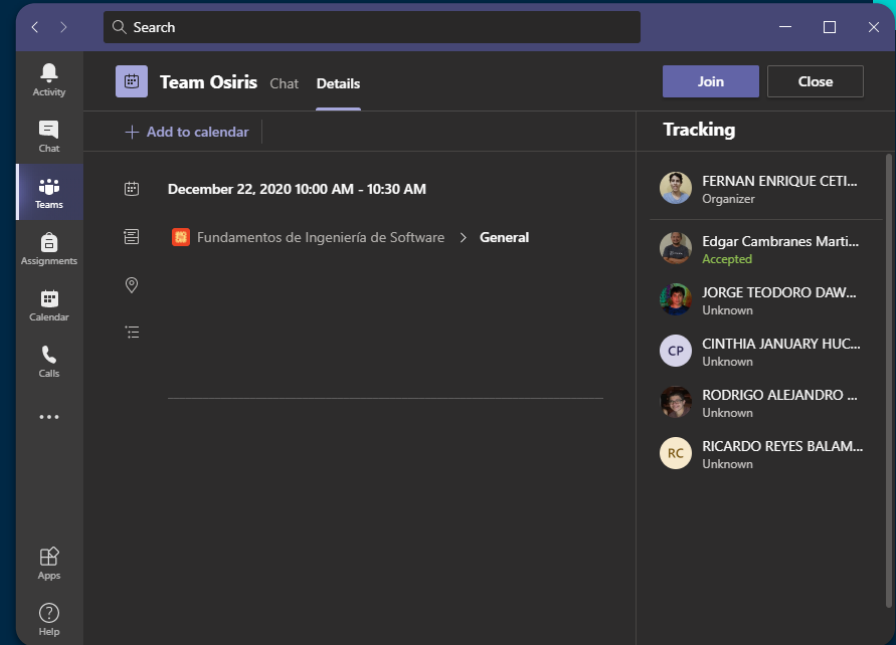 Search
Activity
Chat
Teams
Assignments
Calendar
Calls
Apps
Help
Team Osiris
Chat
Details
Join
Close
Add to calendar
December 22, 2020 10:00 AM - 10:30 AM
Fundamentos de Ingeniería de Software > General
Tracking
FERNAN ENRIQUE CETI...
Organizer
Edgar Cambranes Marti...
Accepted
JORGE TEODORO DAW...
Unknown
CP
CINTHIA JANUARY HUC...
Unknown
RODRIGO ALEJANDRO ...
Unknown
RC
RICARDO REYES BALAM...
Unknown